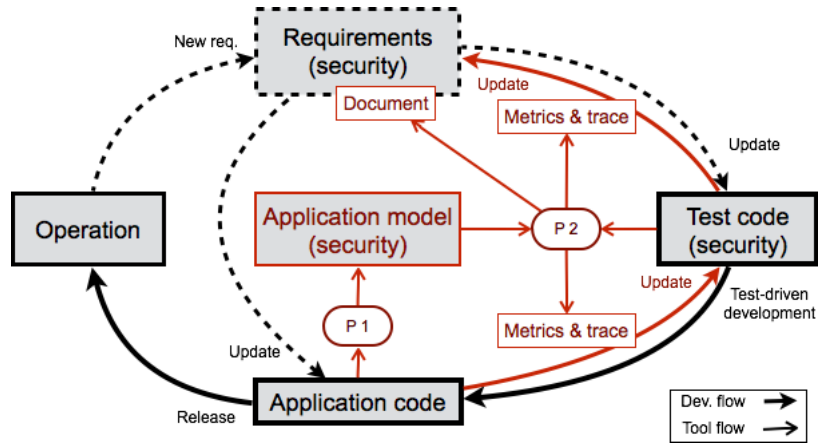 New req.
Requirements
(security)
Update
Document
Metrics & trace
Update
Operation
Application model
(security)
P 2
Test code
(security)
Update
Test-driven
development
P 1
Metrics & trace
Update
Application code
Release
Dev. flow
Tool flow